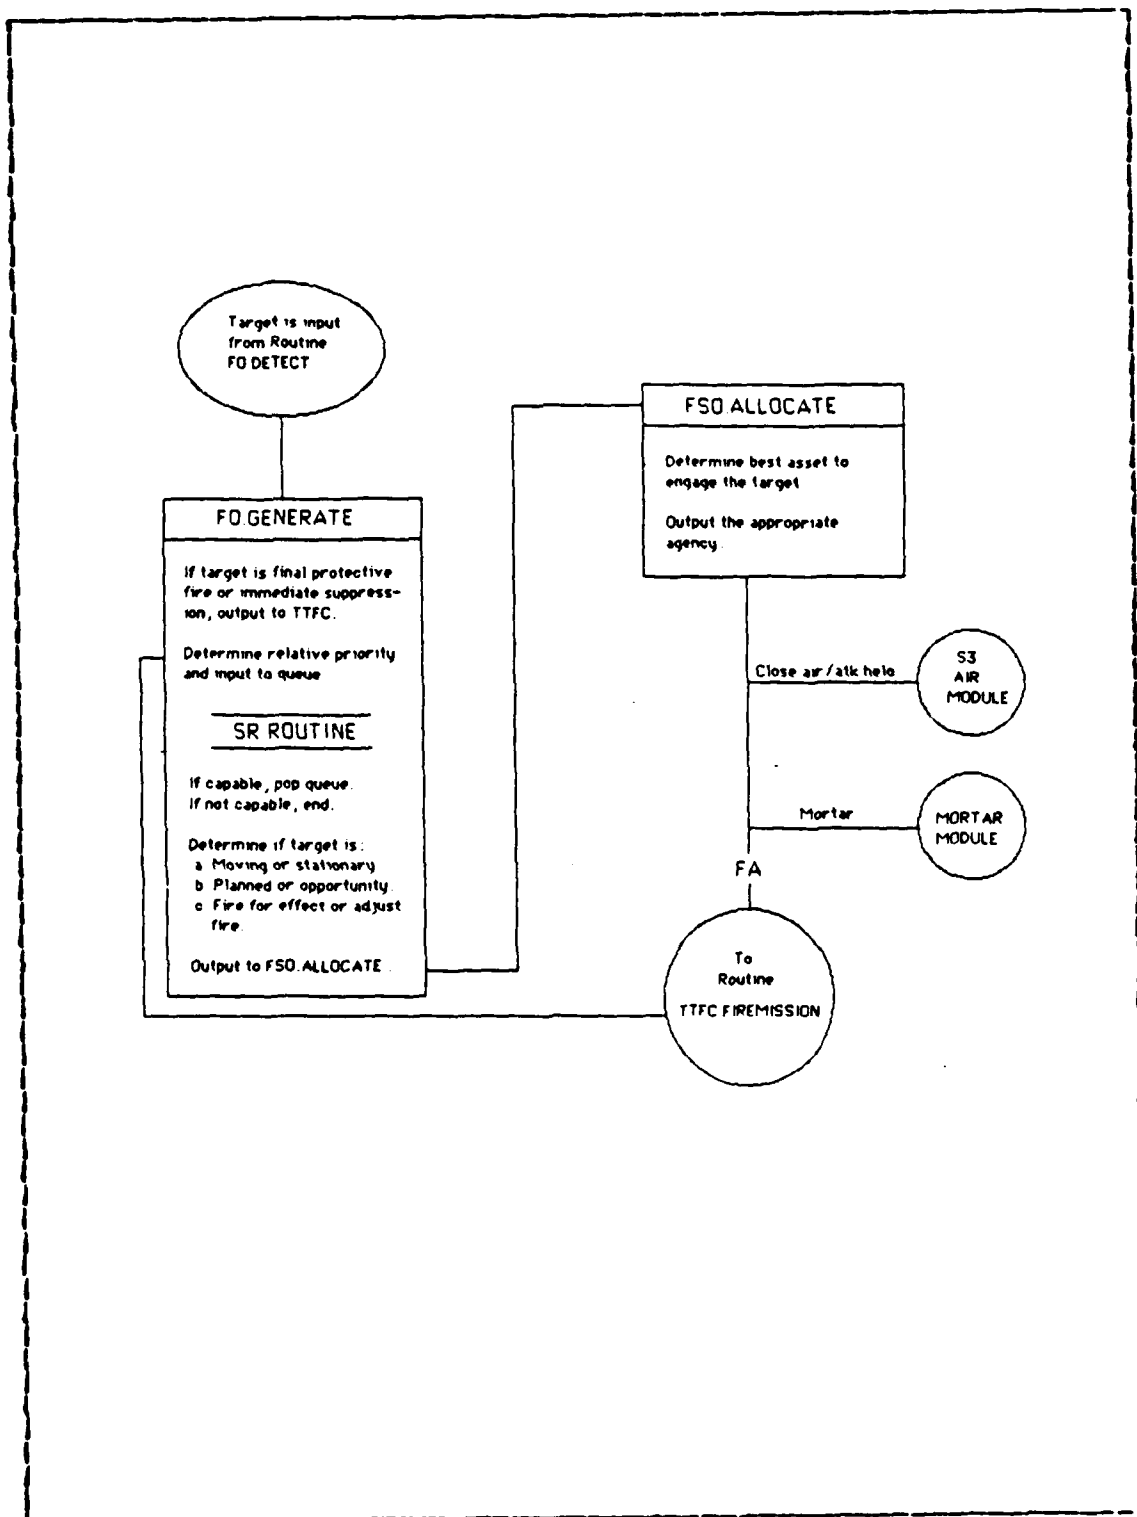 Target is input
from Routine
FO.DETECT
FO.GENERATE
If target is final protective
fire or immediate suppress-
ion, output to TTFC.
Determine relative priority
and input to queue
SR ROUTINE
If capable, pop queue.
If not capable, end.
Determine if target is:
a Moving or stationary
b Planned or opportunity.
c Fire for effect or adjust
fire.
Output to FSO.ALLOCATE.
FSO.ALLOCATE
Determine best asset to
engage the target
Output the appropriate
agency.
Close air/atk helo
S3
AIR
MODULE
Mortar
MORTAR
MODULE
FA
To
Routine
TTFC FIREMISSION